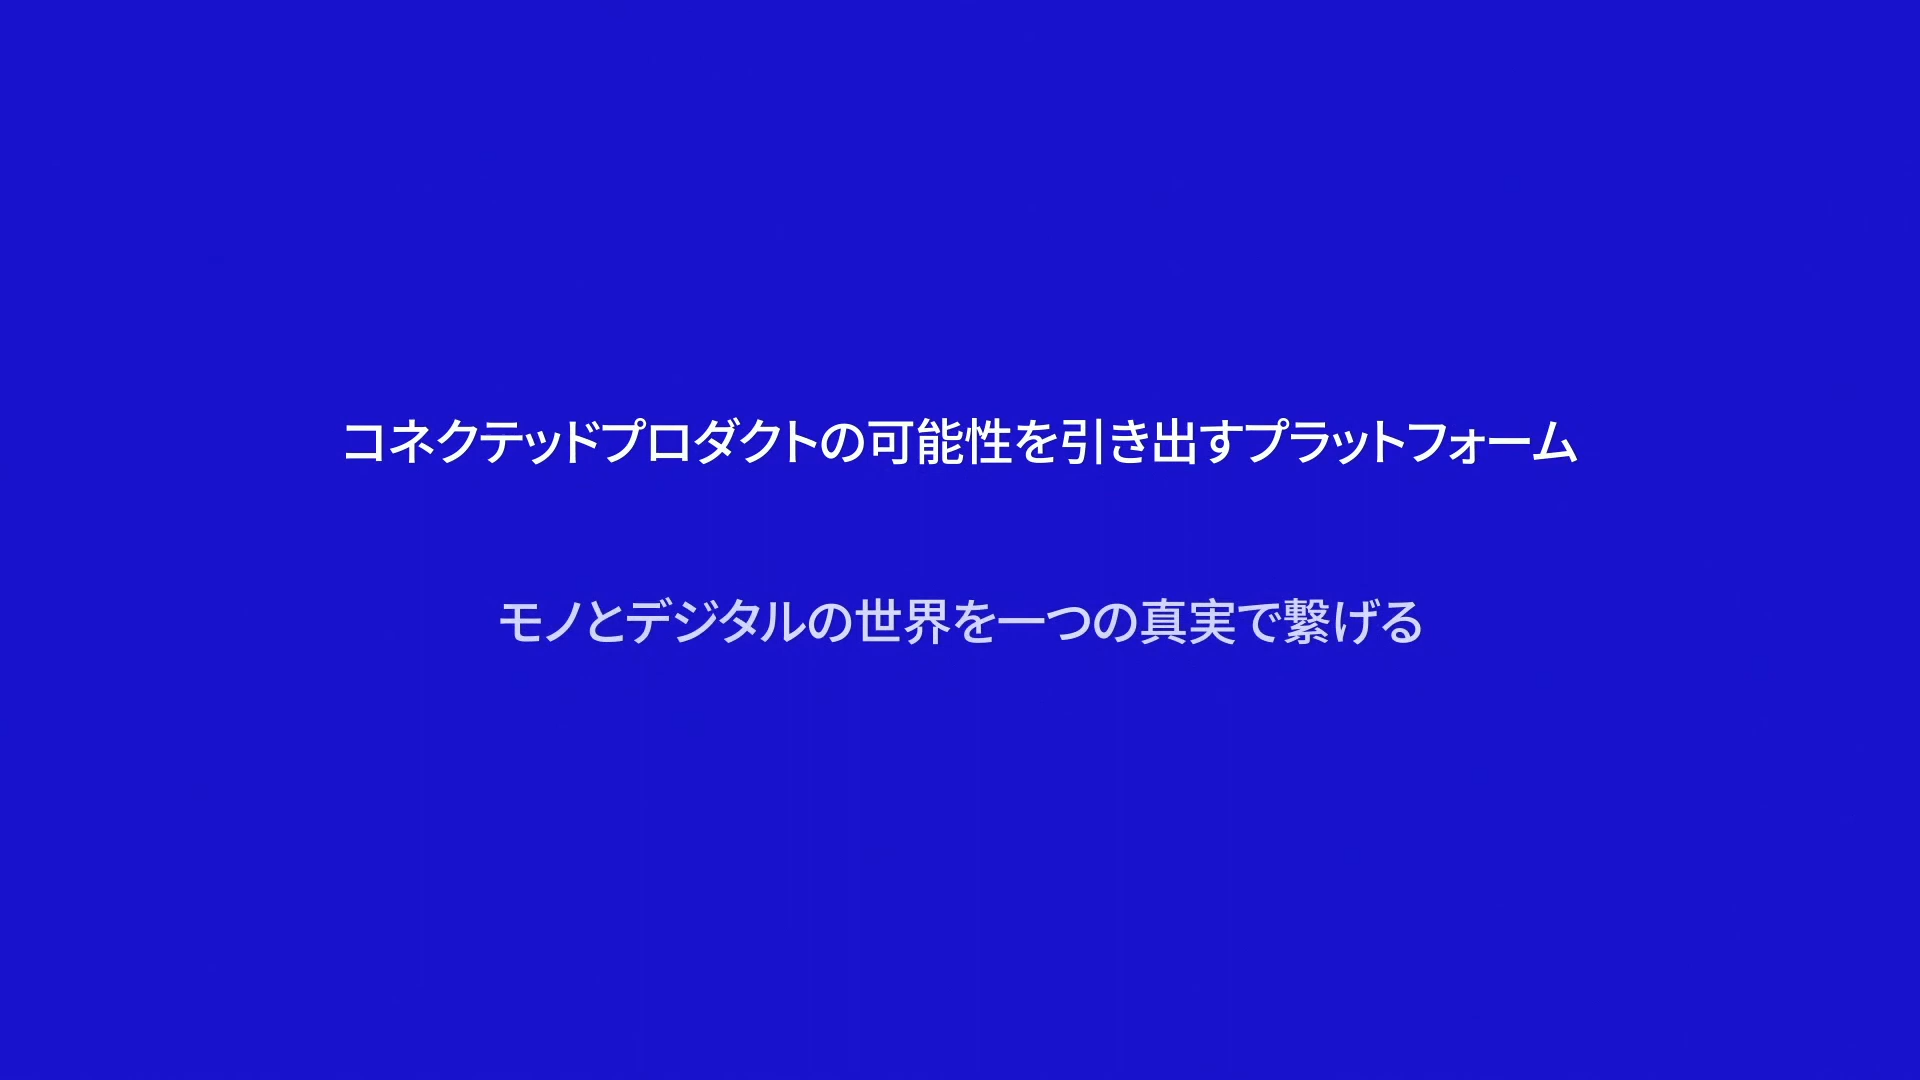 コネクテッドプロダクトの可能性を引き出すプラットフォーム
モノとデジタルの世界を一つの真実で繋げる